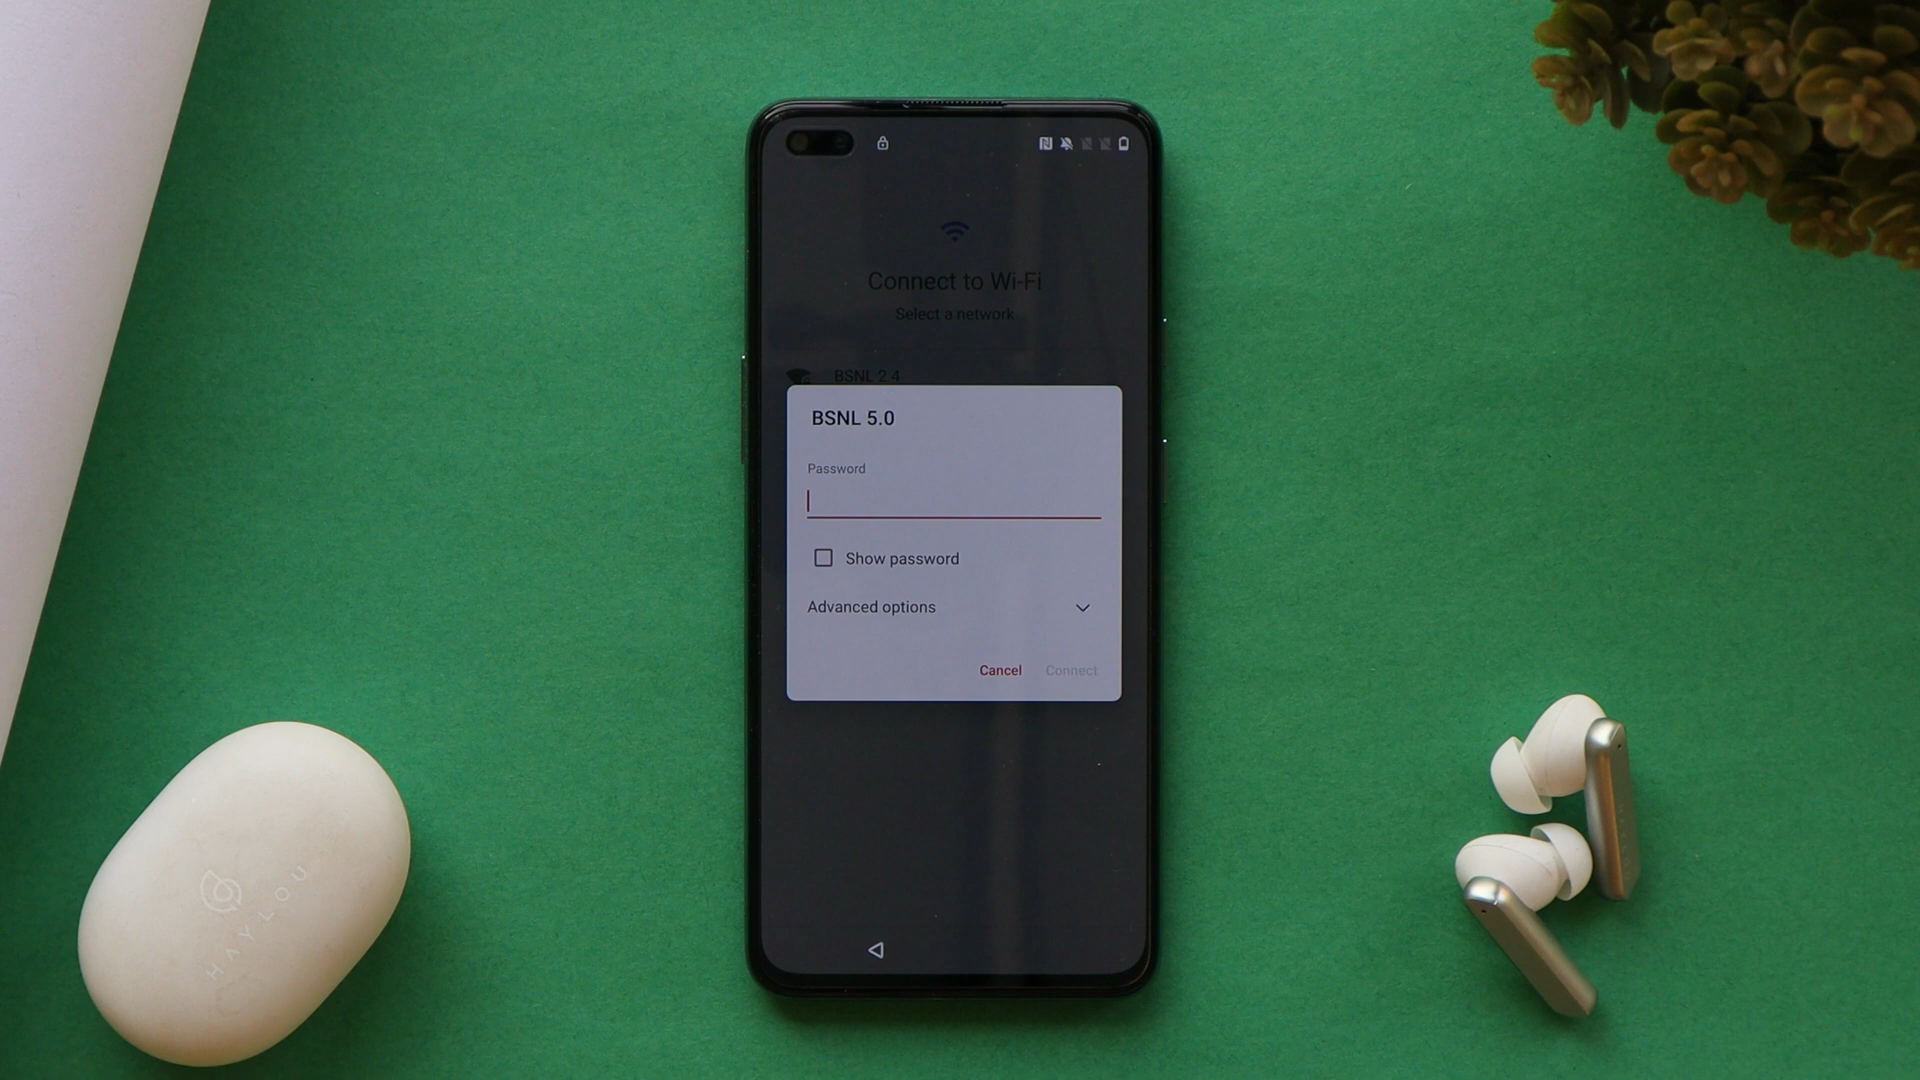 Connect to Wi-Fi
Select a network
BSNL 2.4
BSNL 5.0
Password
Show password
Advanced options
Cancel Connect
HAYLOU